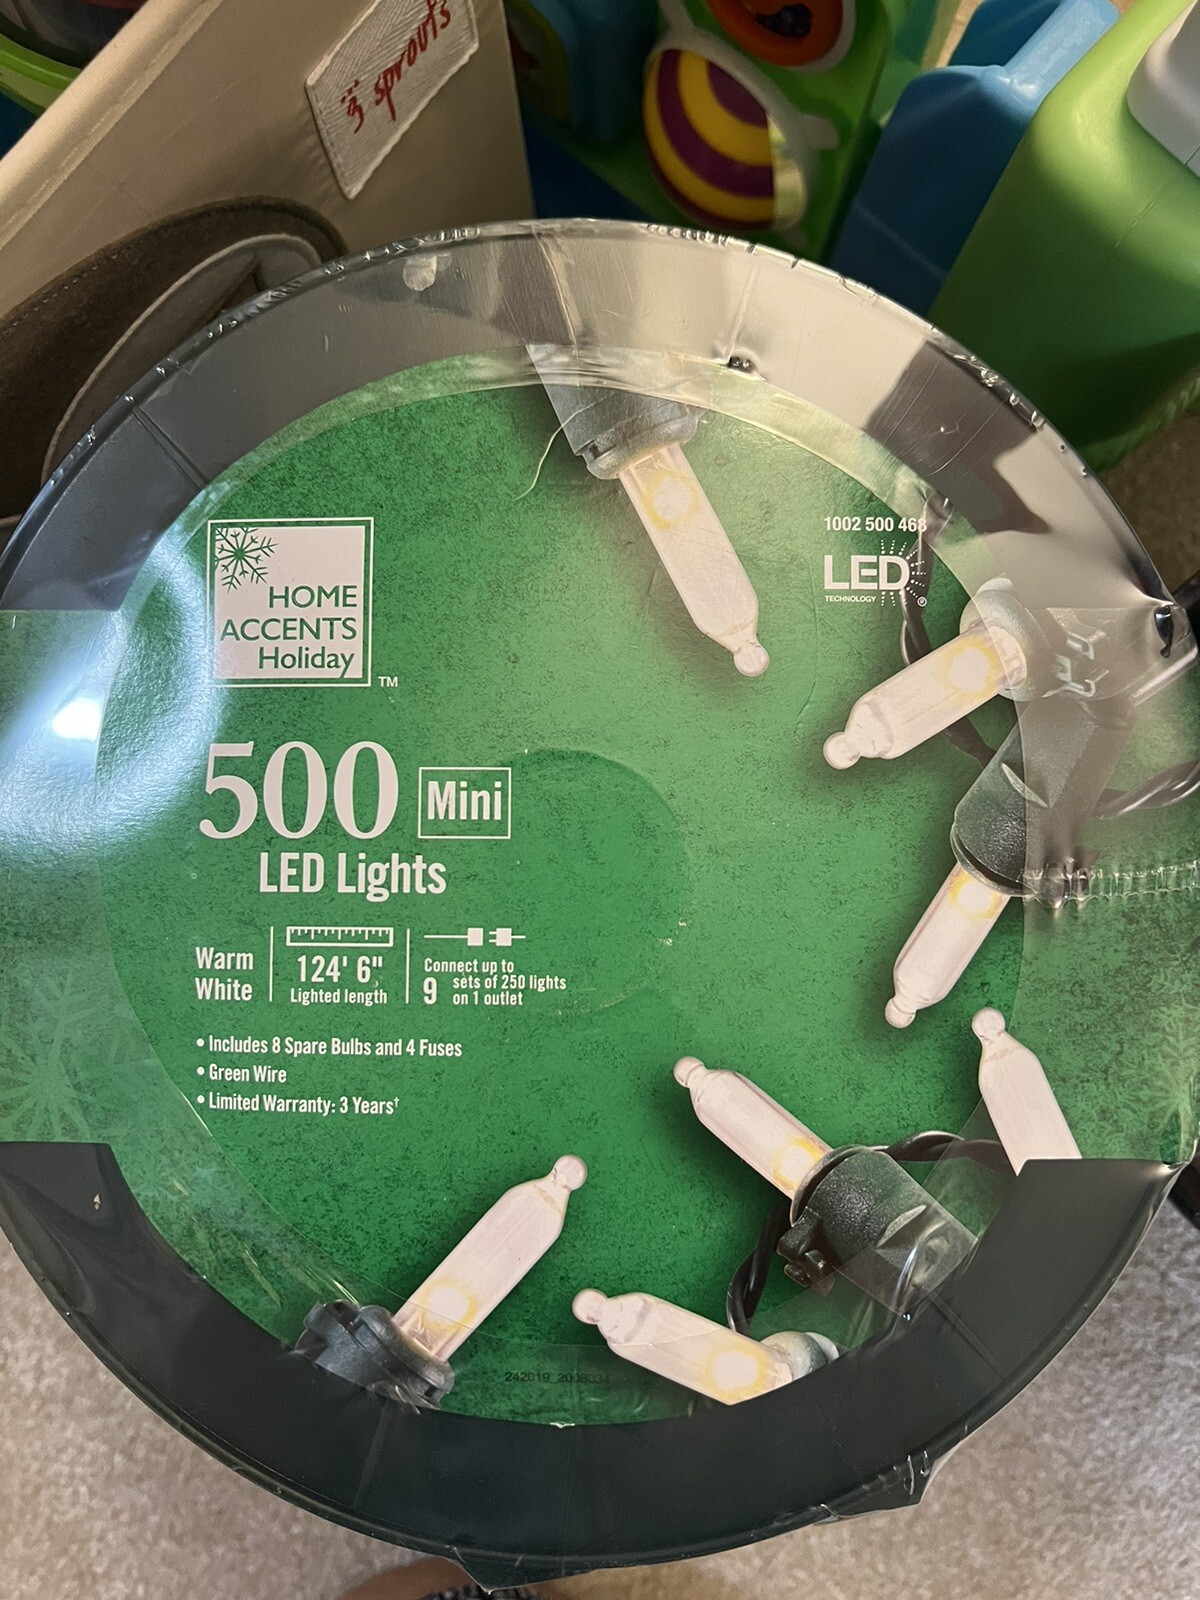 3 sprouts
1002 500 468
LED
TECHNOLOGY ®
HOME
ACCENTS
Holiday
TM
500 Mini
LED Lights
Warm
White
124' 6"
Lighted length
Connect up to
9 sets of 250 lights
on 1 outlet
• Includes 8 Spare Bulbs and 4 Fuses
• Green Wire
• Limited Warranty: 3 Years†
242019_2008034